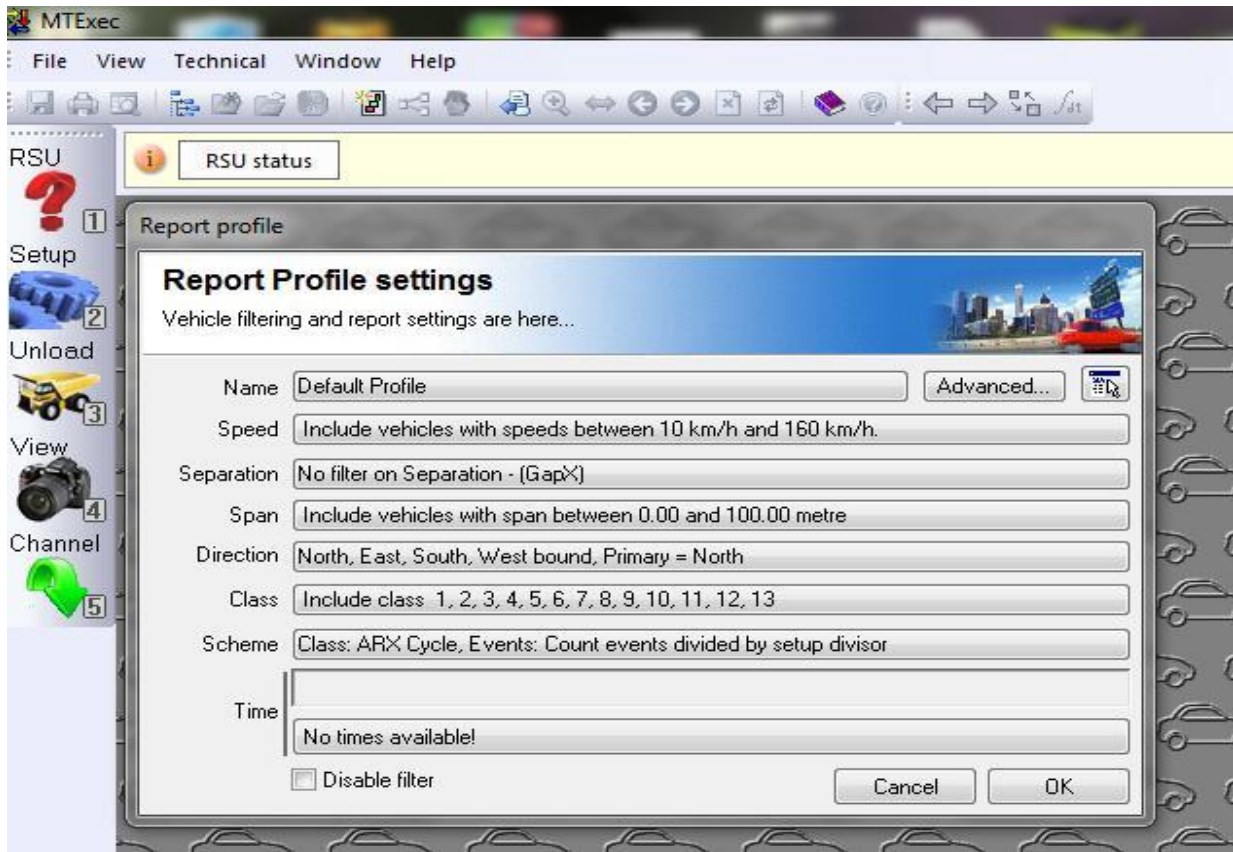 MTExec
File View Technical Window Help
RSU
1
Setup
2
Unload
3
View
4
Channel
5
i RSU status
Report profile
Report Profile settings
Vehicle filtering and report settings are here...
Name Default Profile Advanced...
Speed Include vehicles with speeds between 10 km/h and 160 km/h.
Separation No filter on Separation - (GapX)
Span Include vehicles with span between 0.00 and 100.00 metre
Direction North, East, South, West bound, Primary = North
Class Include class 1, 2, 3, 4, 5, 6, 7, 8, 9, 10, 11, 12, 13
Scheme Class: ARX Cycle, Events: Count events divided by setup divisor
Time
No times available!
Disable filter Cancel OK